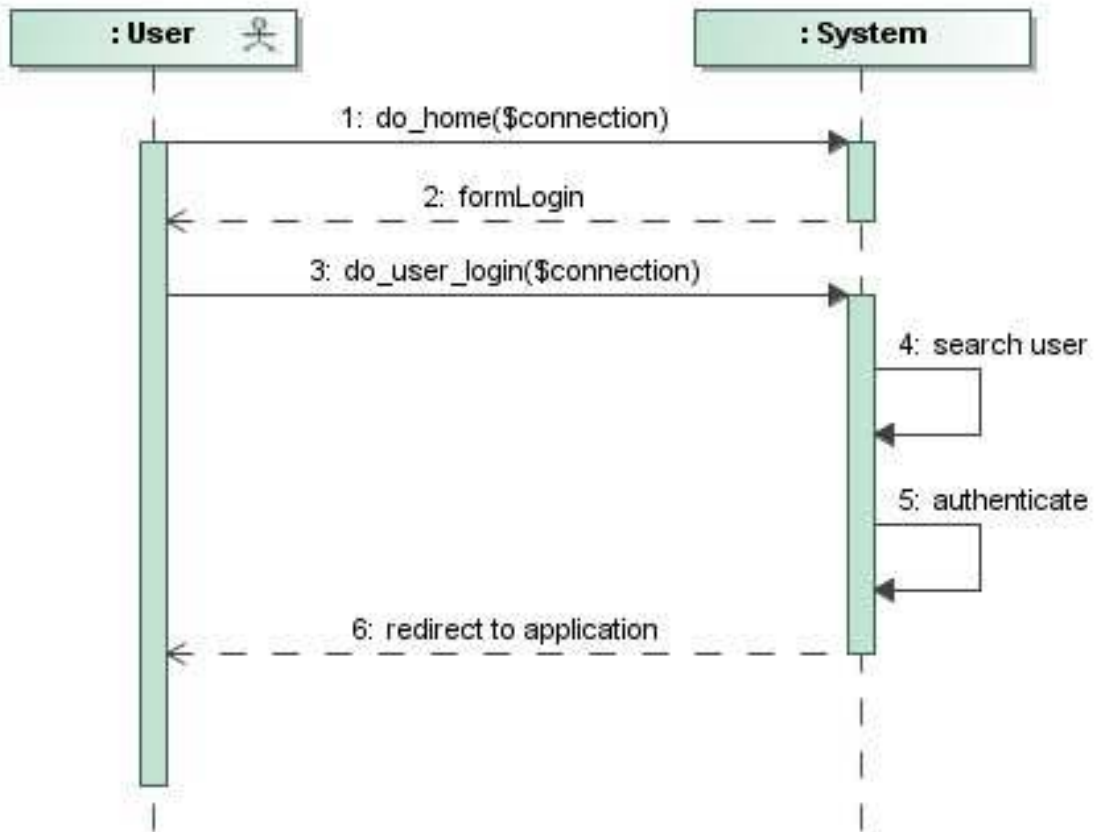 : User
: System
1: do_home($connection)
2: formLogin
3: do_user_login($connection)
4: search user
5: authenticate
6: redirect to application